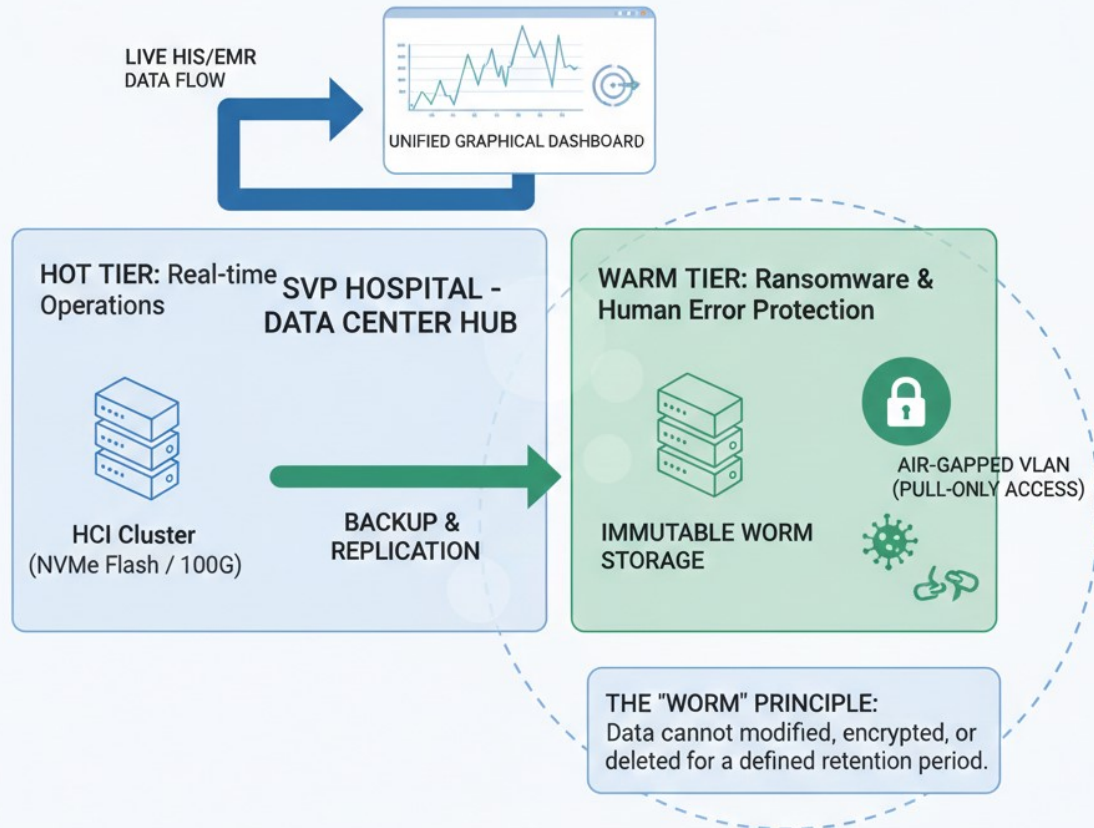 LIVE HIS/EMR
DATA FLOW
UNIFIED GRAPHICAL DASHBOARD
HOT TIER: Real-time
Operations
SVP HOSPITAL -
DATA CENTER HUB
HCI Cluster
(NVMe Flash / 100G)
BACKUP &
REPLICATION
WARM TIER: Ransomware &
Human Error Protection
IMMUTABLE WORM
STORAGE
AIR-GAPPED VLAN
(PULL-ONLY ACCESS)
THE "WORM" PRINCIPLE:
Data cannot modified, encrypted, or
deleted for a defined retention period.